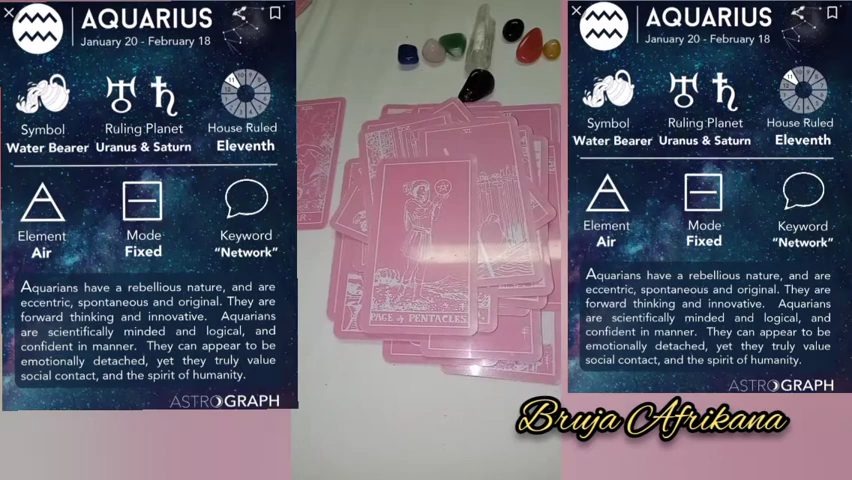 AQUARIUS
January 20 - February 18
Symbol
Water Bearer
Ruling Planet
Uranus & Saturn
House Ruled
Eleventh
Element
Air
Mode
Fixed
Keyword
“Network”
Aquarians have a rebellious nature, and are
eccentric, spontaneous and original. They are
forward thinking and innovative. Aquarians
are scientifically minded and logical, and
confident in manner. They can appear to be
emotionally detached, yet they truly value
social contact, and the spirit of humanity.
ASTROGRAPH
PAGE of PENTACLES
AQUARIUS
January 20 - February 18
Symbol
Water Bearer
Ruling Planet
Uranus & Saturn
House Ruled
Eleventh
Element
Air
Mode
Fixed
Keyword
“Network”
Aquarians have a rebellious nature, and are
eccentric, spontaneous and original. They are
forward thinking and innovative. Aquarians
are scientifically minded and logical, and
confident in manner. They can appear to be
emotionally detached, yet they truly value
social contact, and the spirit of humanity.
ASTROGRAPH
Bruja Afrikana